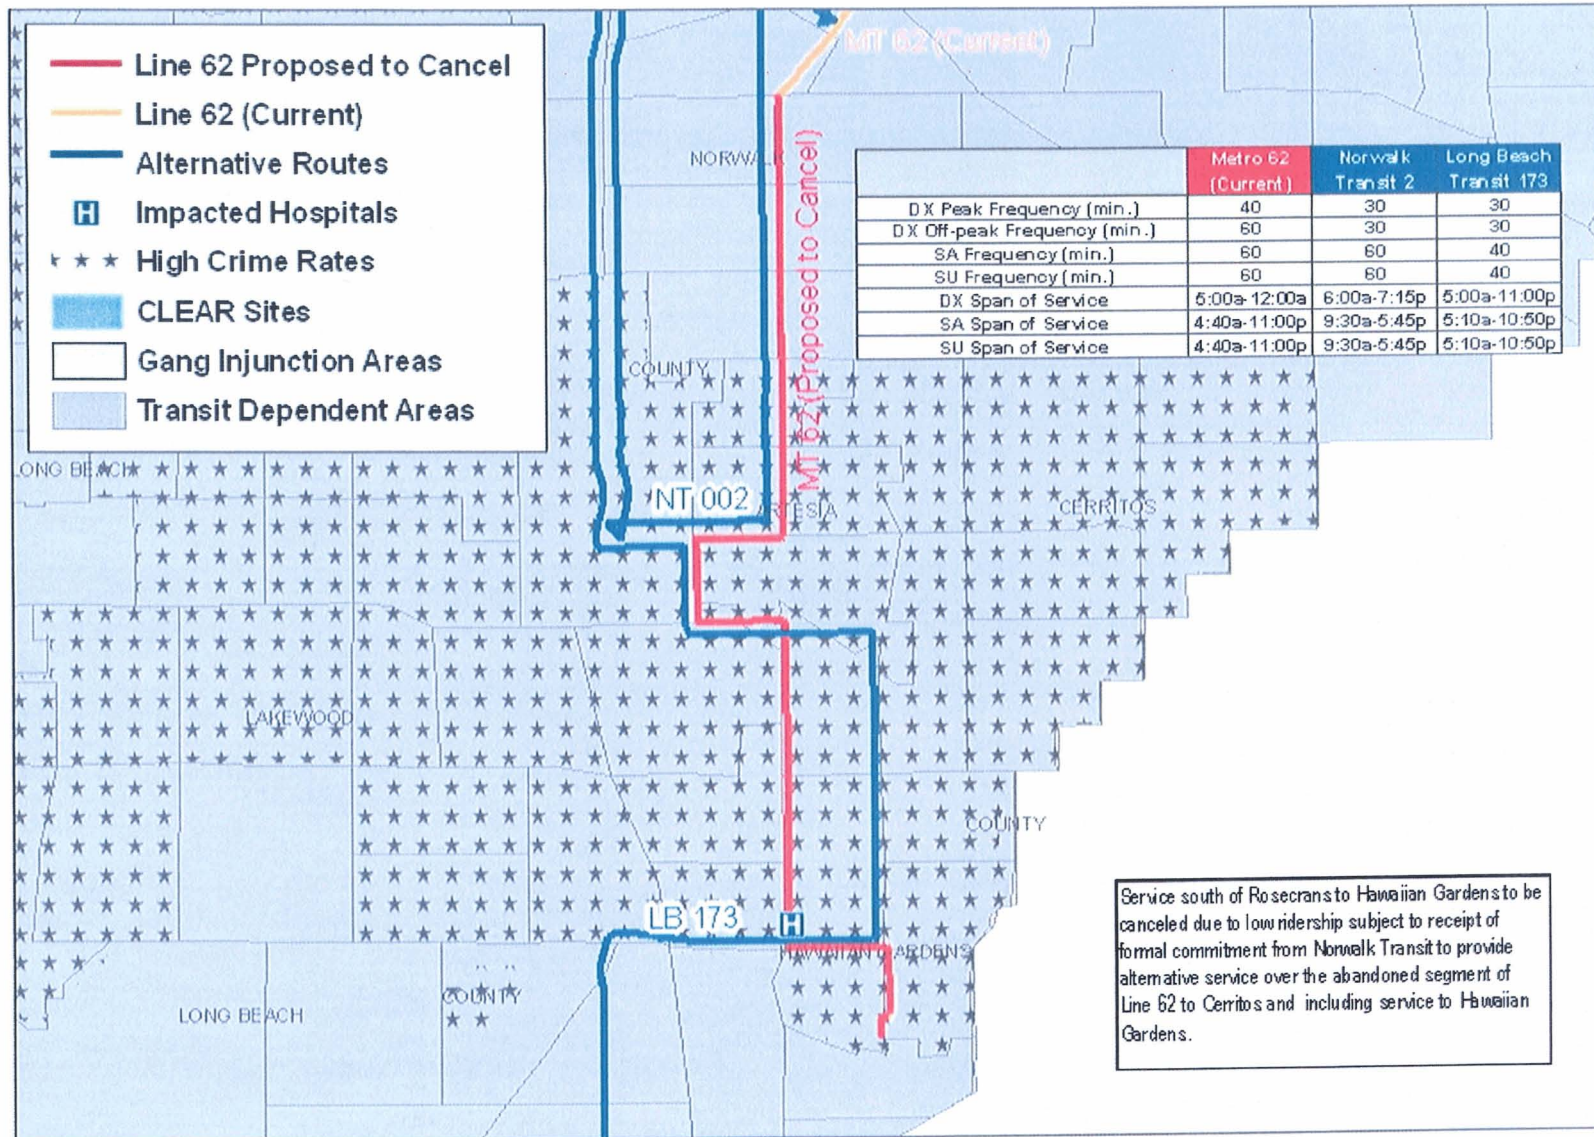 Line 62 Proposed to Cancel
Line 62 (Current)
Alternative Routes
H Impacted Hospitals
High Crime Rates
CLEAR Sites
Gang Injunction Areas
Transit Dependent Areas
MT 62 (Current)
NORWALK
MT 62 (Proposed to Cancel)
Metro 62 (Current) Norwalk Transit 2 Long Beach Transit 173
DX Peak Frequency (min.) 40 30 30
DX Off-peak Frequency (min.) 60 30 30
SA Frequency (min.) 60 60 40
SU Frequency (min.) 60 60 40
DX Span of Service 5:00a-12:00a 6:00a-7:15p 5:00a-11:00p
SA Span of Service 4:40a-11:00p 9:30a-5:45p 5:10a-10:50p
SU Span of Service 4:40a-11:00p 9:30a-5:45p 5:10a-10:50p
COUNTY
LONG BEACH
NT 002
ARTESIA
CERRITOS
LAKEWOOD
COUNTY
LB 173
H
HAWAIIAN GARDENS
COUNTY
LONG BEACH
Service south of Rosecrans to Hawaiian Gardens to be
canceled due to low ridership subject to receipt of
formal commitment from Norwalk Transit to provide
alternative service over the abandoned segment of
Line 62 to Cerritos and including service to Hawaiian
Gardens.